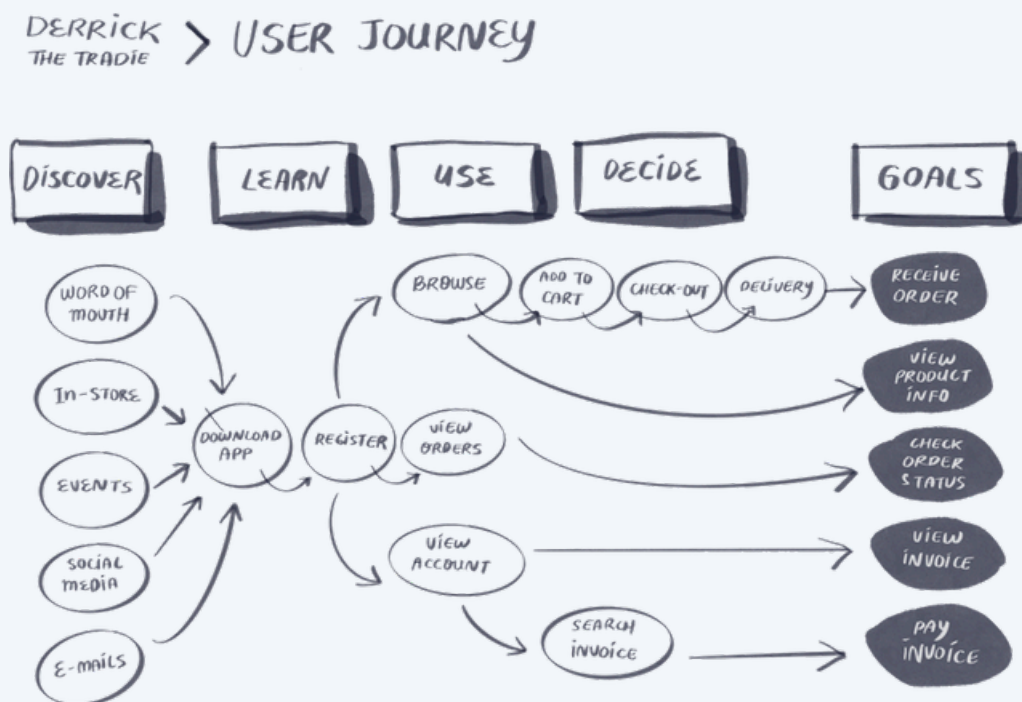 DERRICK
THE TRADIE
> USER JOURNEY
DISCOVER
LEARN
USE
DECIDE
GOALS
WORD OF
MOUTH
In-STORE
EVENTS
SOCIAL
MEDIA
E-MAILS
DOWNLOAD
APP
REGISTER
BROWSE
ADD TO
CART
CHECK-OUT
DELIVERY
VIEW
ORDERS
VIEW
ACCOUNT
SEARCH
INVOICE
RECEIVE
ORDER
VIEW
PRODUCT
INFO
CHECK
ORDER
STATUS
VIEW
INVOICE
PAY
INVOICE